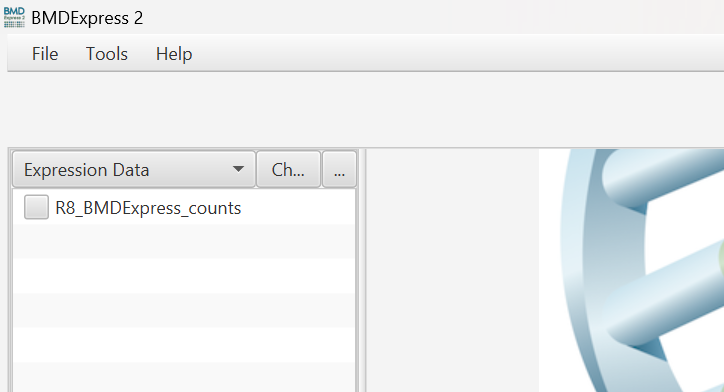 BMD
Express 2
BMDExpress 2
File Tools Help
Expression Data Ch... ...
R8_BMDExpress_counts